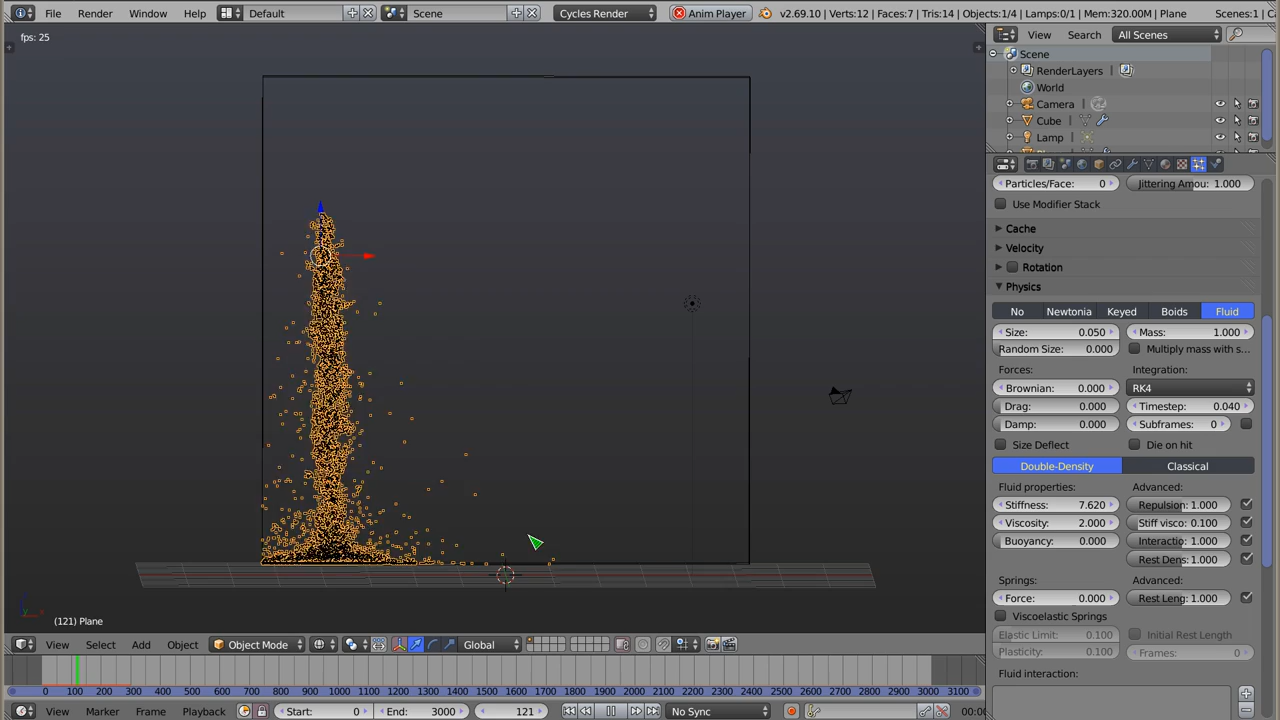 File Render Window Help Default Scene Cycles Render Anim Player v2.69.10 | Verts:12 | Faces:7 | Tris:14 | Objects:1/4 | Lamps:0/1 | Mem:320.00M | Plane Scenes:1
fps: 25
View Search All Scenes
Scene
RenderLayers
World
Camera
Cube
Lamp
Particles/Face: 0 Jittering Amou: 1.000
Use Modifier Stack
Cache
Velocity
Rotation
Physics
No Newtonia Keyed Boids Fluid
Size: 0.050 Mass: 1.000
Random Size: 0.000 Multiply mass with s...
Forces: Integration:
Brownian: 0.000 RK4
Drag: 0.000 Timestep: 0.040
Damp: 0.000 Subframes: 0
Size Deflect Die on hit
Double-Density Classical
Fluid properties: Advanced:
Stiffness: 7.620 Repulsion: 1.000
Viscosity: 2.000 Stiff visco: 0.100
Buoyancy: 0.000 Interactio: 1.000
Rest Dens: 1.000
Springs: Advanced:
Force: 0.000 Rest Leng: 1.000
Viscoelastic Springs
Elastic Limit: 0.100 Initial Rest Length
Plasticity: 0.100 Frames: 0
Fluid interaction:
(121) Plane
View Select Add Object Object Mode Global
0 100 200 300 400 500 600 700 800 900 1000 1100 1200 1300 1400 1500 1600 1700 1800 1900 2000 2100 2200 2300 2400 2500 2600 2700 2800 2900 3000 3100
View Marker Frame Playback Start: 0 End: 3000 121 No Sync